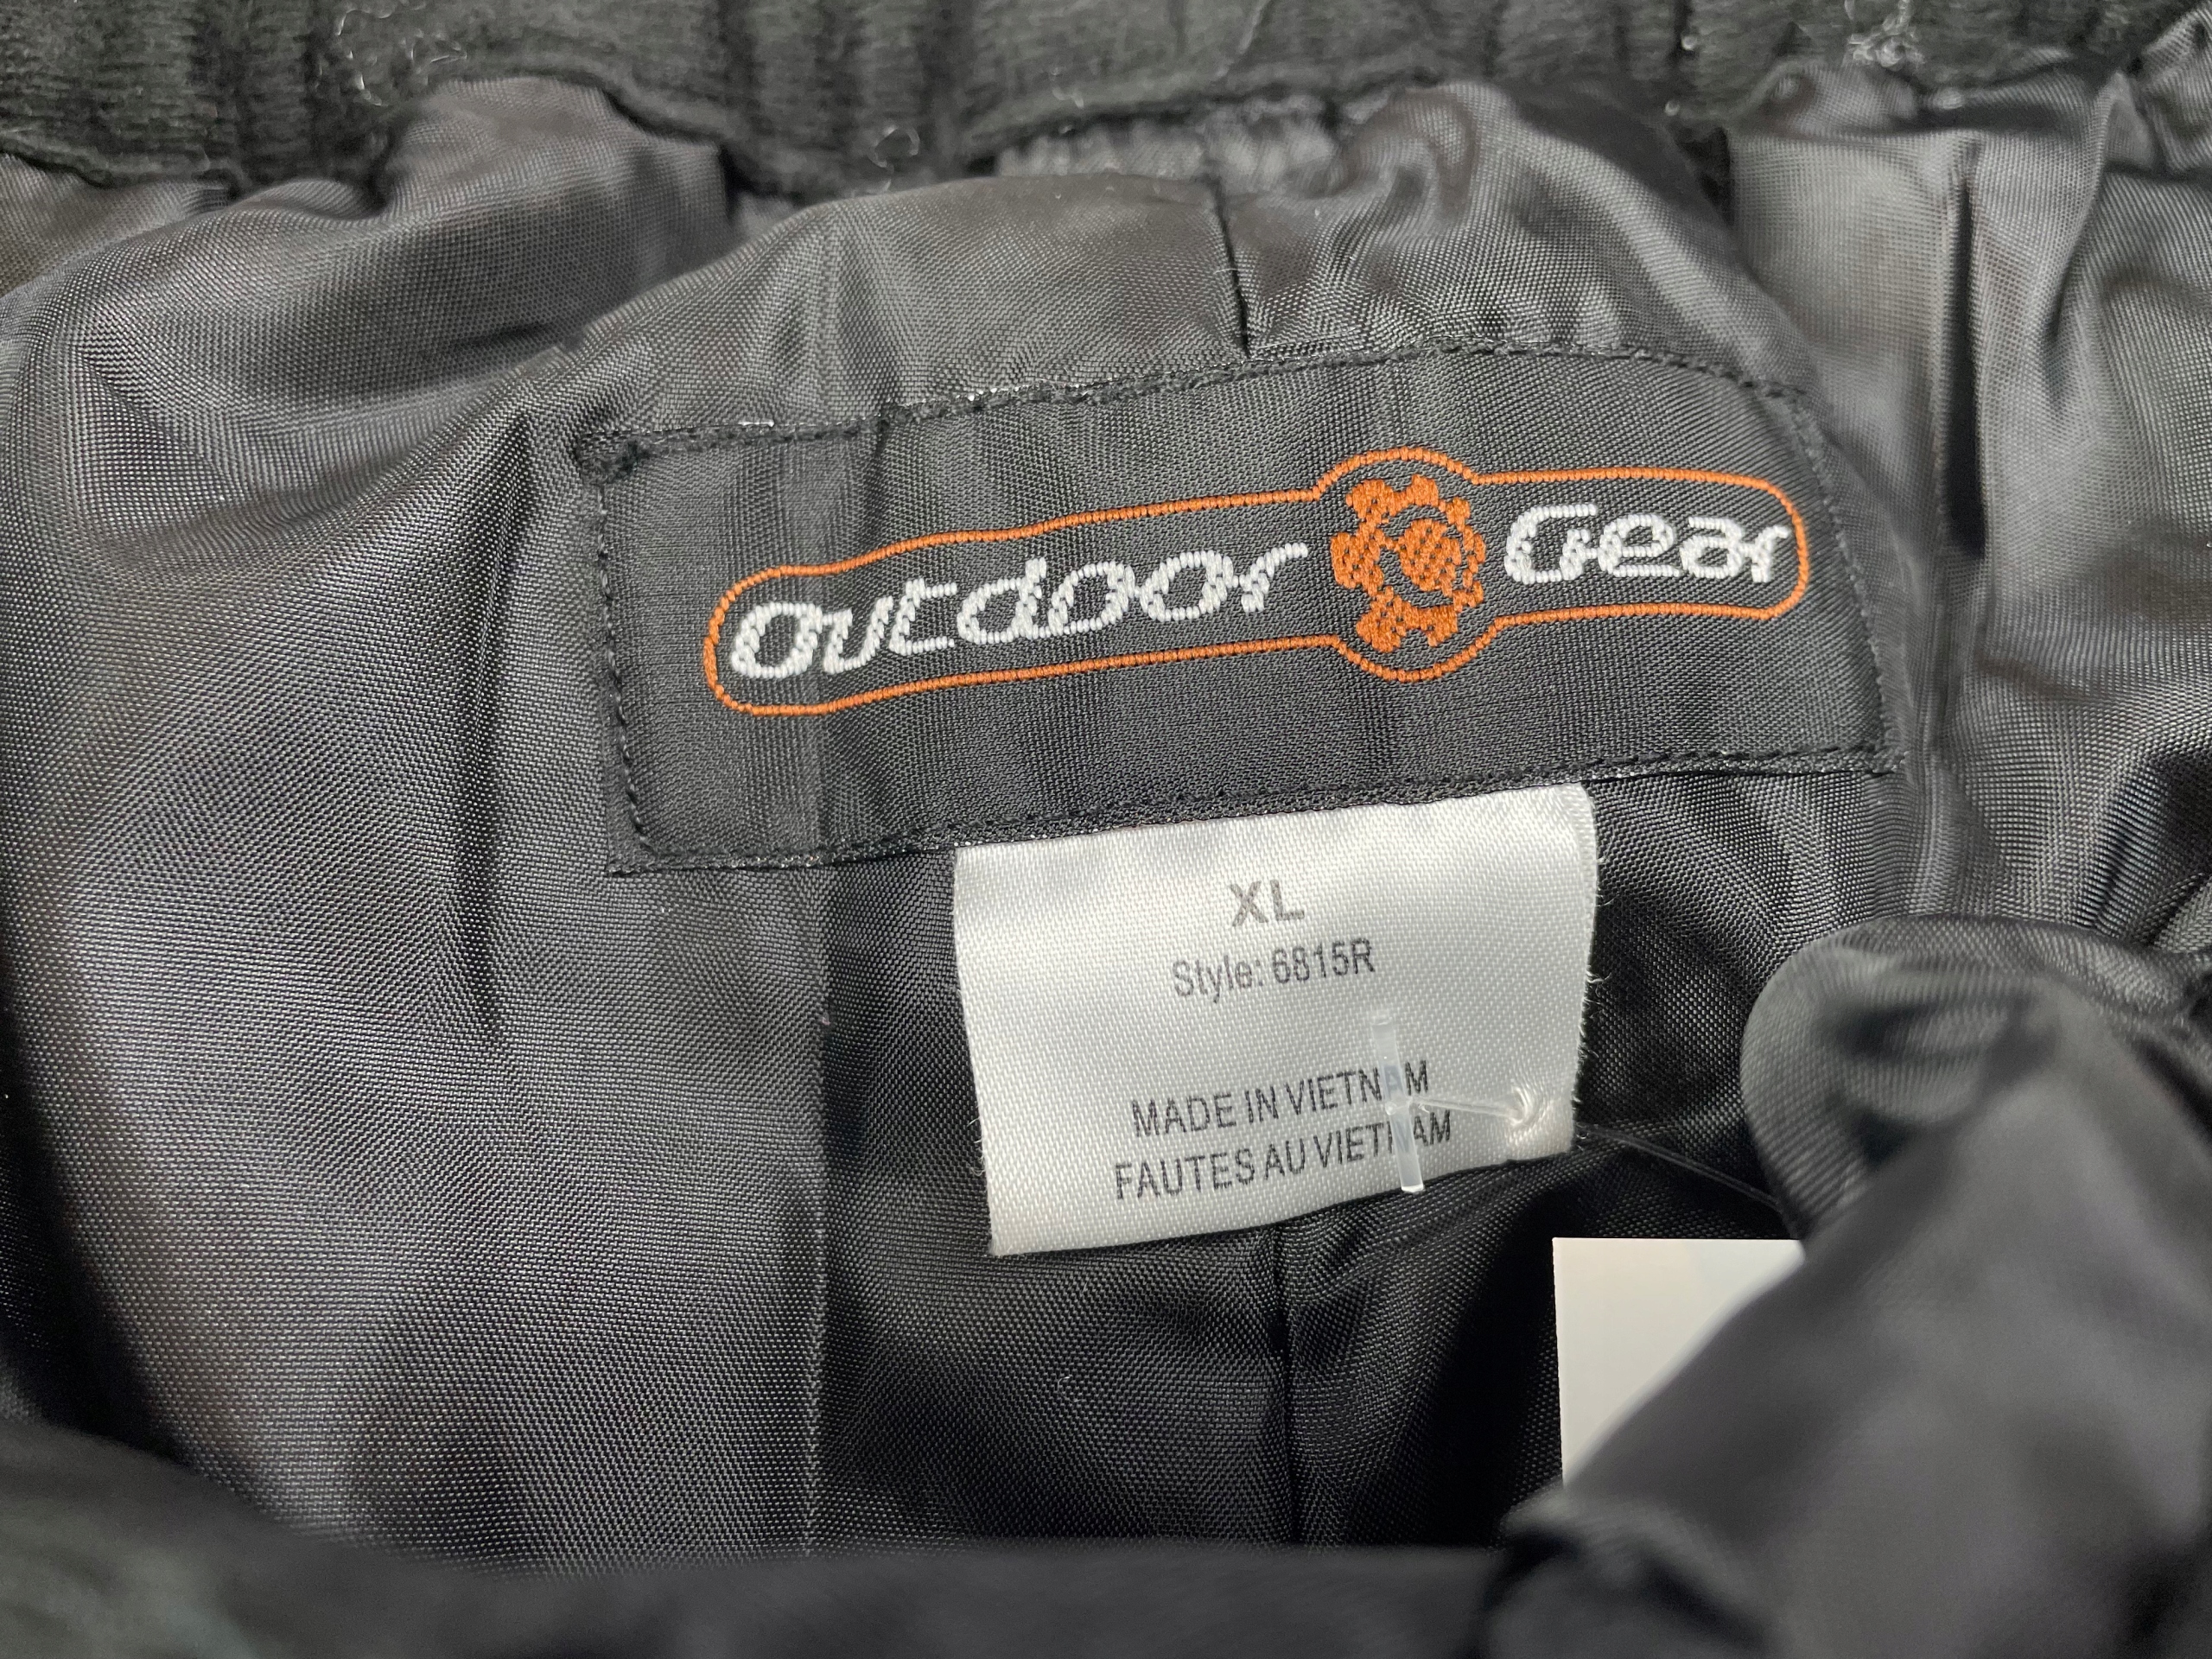 Outdoor Gear
XL
Style: 6815R
MADE IN VIETNAM
FAUTES AU VIETNAM